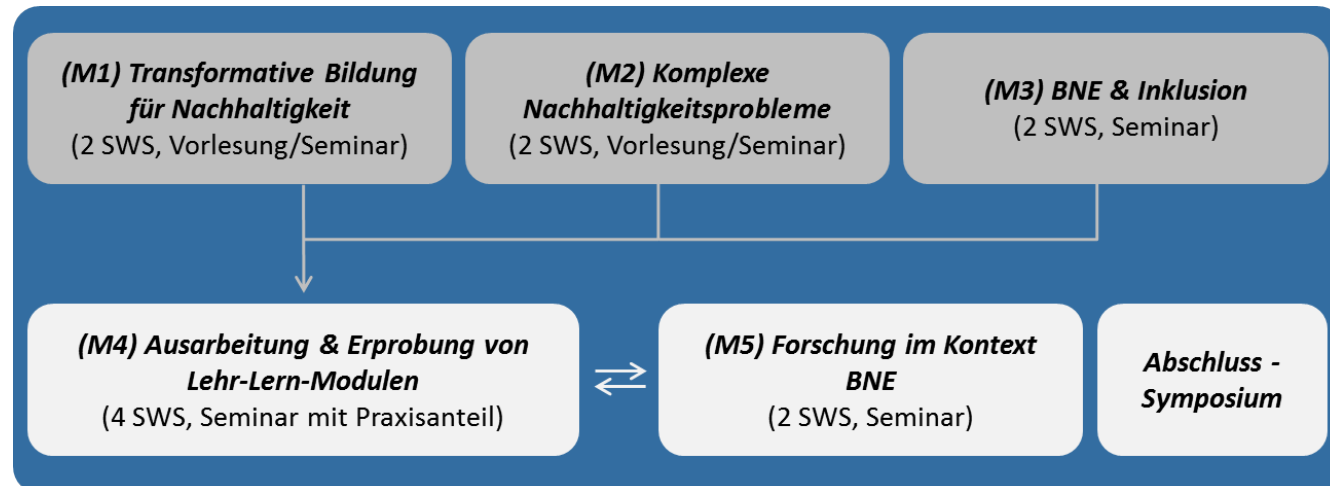 (M1) Transformative Bildung
für Nachhaltigkeit
(2 SWS, Vorlesung/Seminar)
(M2) Komplexe
Nachhaltigkeitsprobleme
(2 SWS, Vorlesung/Seminar)
(M3) BNE & Inklusion
(2 SWS, Seminar)
(M4) Ausarbeitung & Erprobung von
Lehr-Lern-Modulen
(4 SWS, Seminar mit Praxisanteil)
(M5) Forschung im Kontext
BNE
(2 SWS, Seminar)
Abschluss -
Symposium